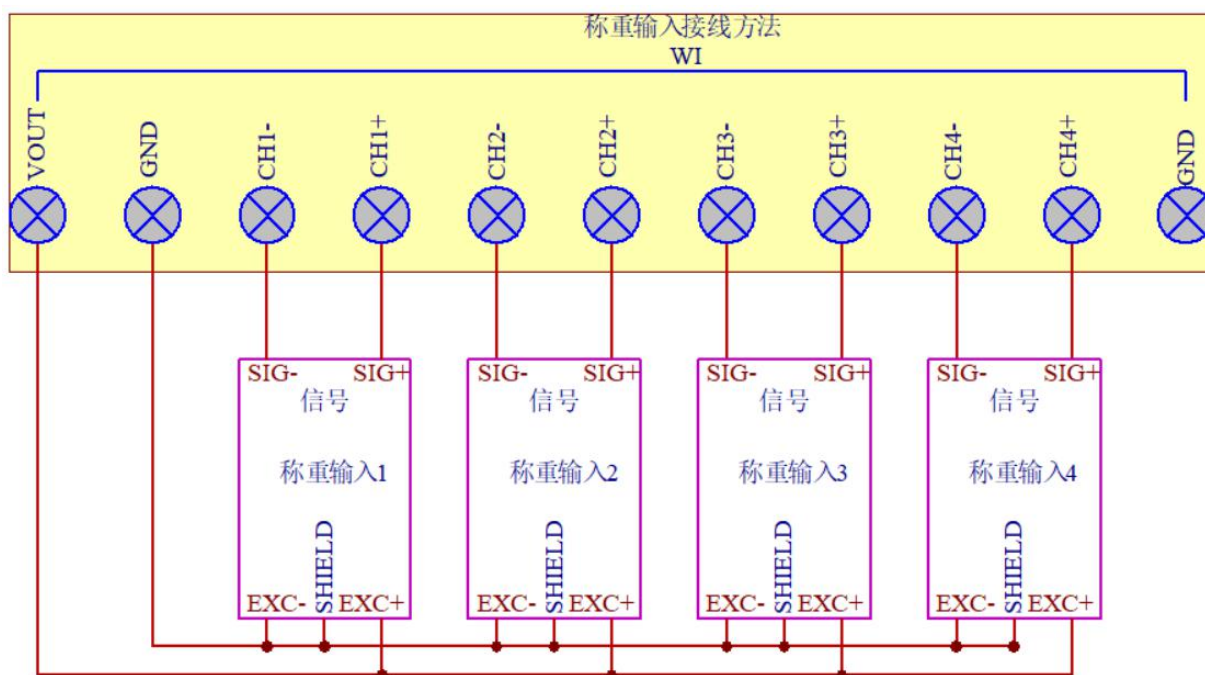 称重输入接线方法
WI
VOUT
GND
CH1-
CH1+
CH2-
CH2+
CH3-
CH3+
CH4-
CH4+
GND
SIG- SIG+
信号
称重输入1
SHIELD
EXC- EXC+
SIG- SIG+
信号
称重输入2
SHIELD
EXC- EXC+
SIG- SIG+
信号
称重输入3
SHIELD
EXC- EXC+
SIG- SIG+
信号
称重输入4
SHIELD
EXC- EXC+